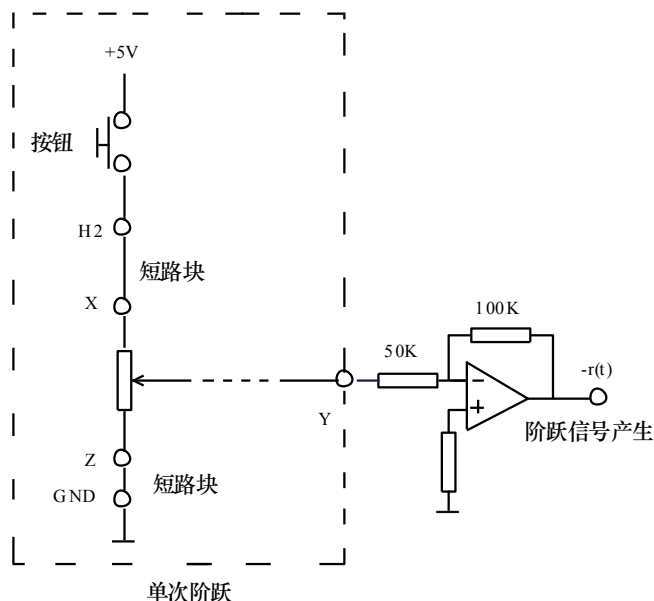 +5V
按钮
H2
短路块
X
100K
50K
-r(t)
Y
阶跃信号产生
Z
短路块
GND
单次阶跃